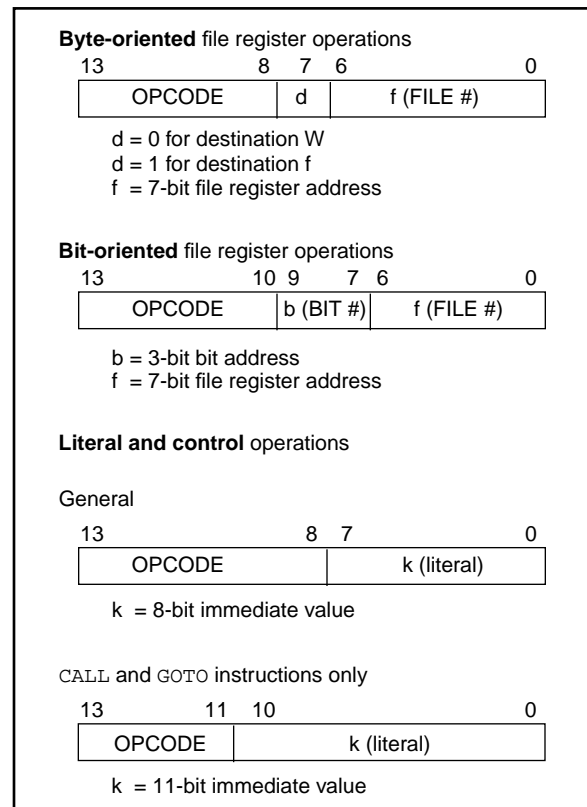 Byte-oriented file register operations
13 8 7 6 0
OPCODE d f (FILE #)
d = 0 for destination W
d = 1 for destination f
f = 7-bit file register address
Bit-oriented file register operations
13 10 9 7 6 0
OPCODE b (BIT #) f (FILE #)
b = 3-bit bit address
f = 7-bit file register address
Literal and control operations
General
13 8 7 0
OPCODE k (literal)
k = 8-bit immediate value
CALL and GOTO instructions only
13 11 10 0
OPCODE k (literal)
k = 11-bit immediate value